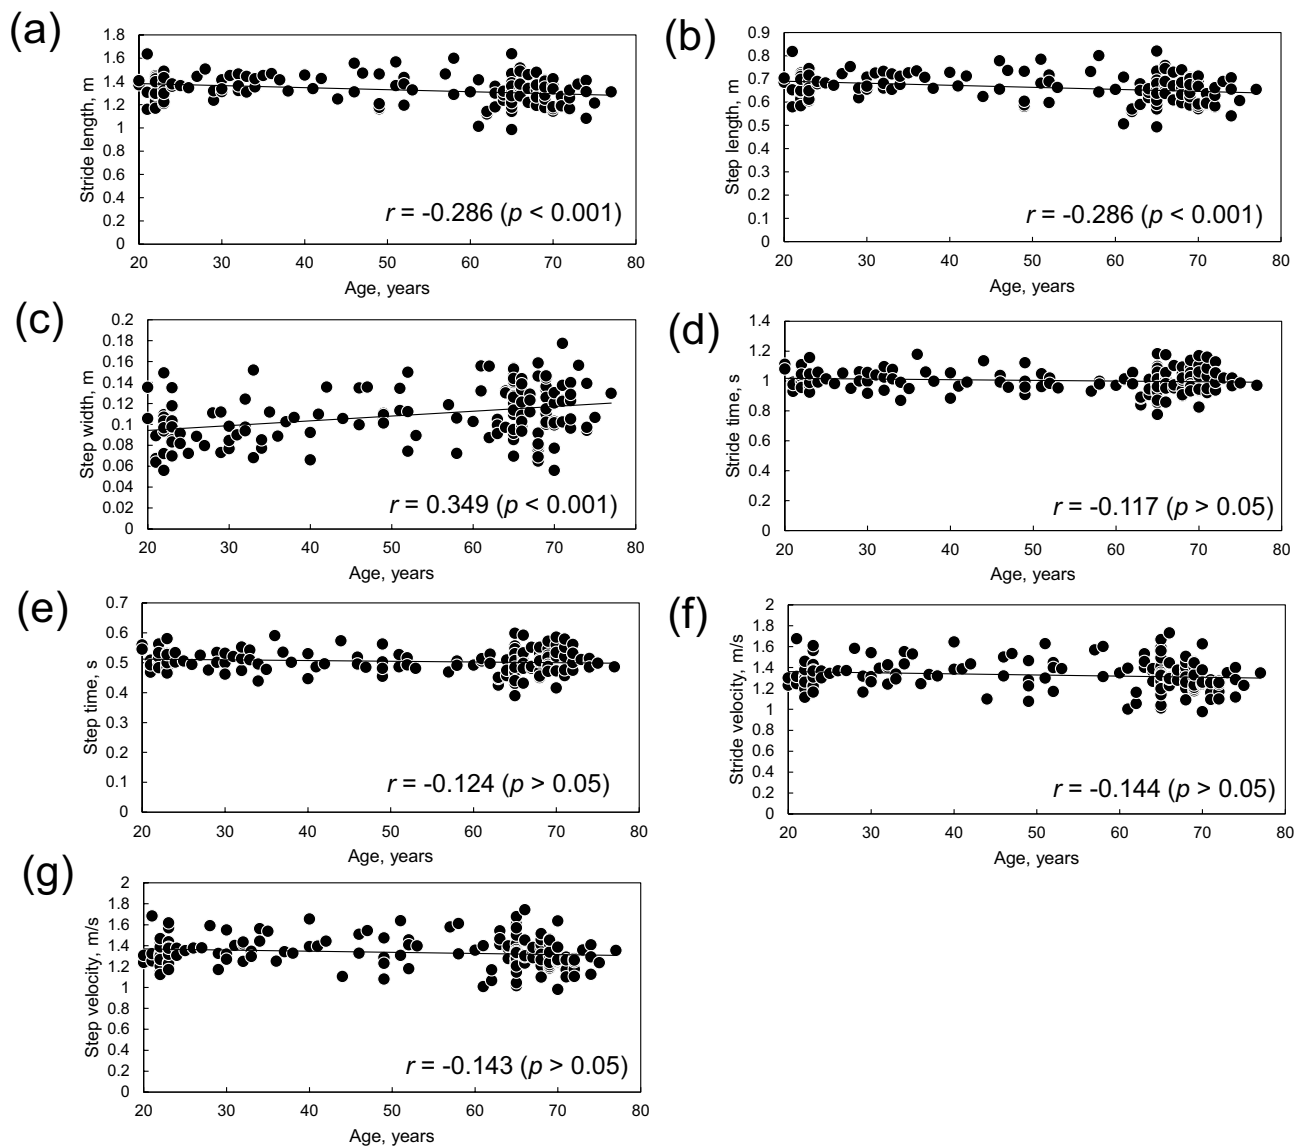 (a)
Stride length, m
1.8
1.6
1.4
1.2
1
0.8
0.6
0.4
0.2
0
r = -0.286 (p < 0.001)
20 30 40 50 60 70 80
Age, years
(b)
Step length, m
0.9
0.8
0.7
0.6
0.5
0.4
0.3
0.2
0.1
0
r = -0.286 (p < 0.001)
20 30 40 50 60 70 80
Age, years
(c)
Step width, m
0.2
0.18
0.16
0.14
0.12
0.1
0.08
0.06
0.04
0.02
0
r = 0.349 (p < 0.001)
20 30 40 50 60 70 80
Age, years
(d)
Stride time, s
1.4
1.2
1
0.8
0.6
0.4
0.2
0
r = -0.117 (p > 0.05)
20 30 40 50 60 70 80
Age, years
(e)
Step time, s
0.7
0.6
0.5
0.4
0.3
0.2
0.1
0
r = -0.124 (p > 0.05)
20 30 40 50 60 70 80
Age, years
(f)
Stride velocity, m/s
2
1.8
1.6
1.4
1.2
1
0.8
0.6
0.4
0.2
0
r = -0.144 (p > 0.05)
20 30 40 50 60 70 80
Age, years
(g)
Step velocity, m/s
2
1.8
1.6
1.4
1.2
1
0.8
0.6
0.4
0.2
0
r = -0.143 (p > 0.05)
20 30 40 50 60 70 80
Age, years